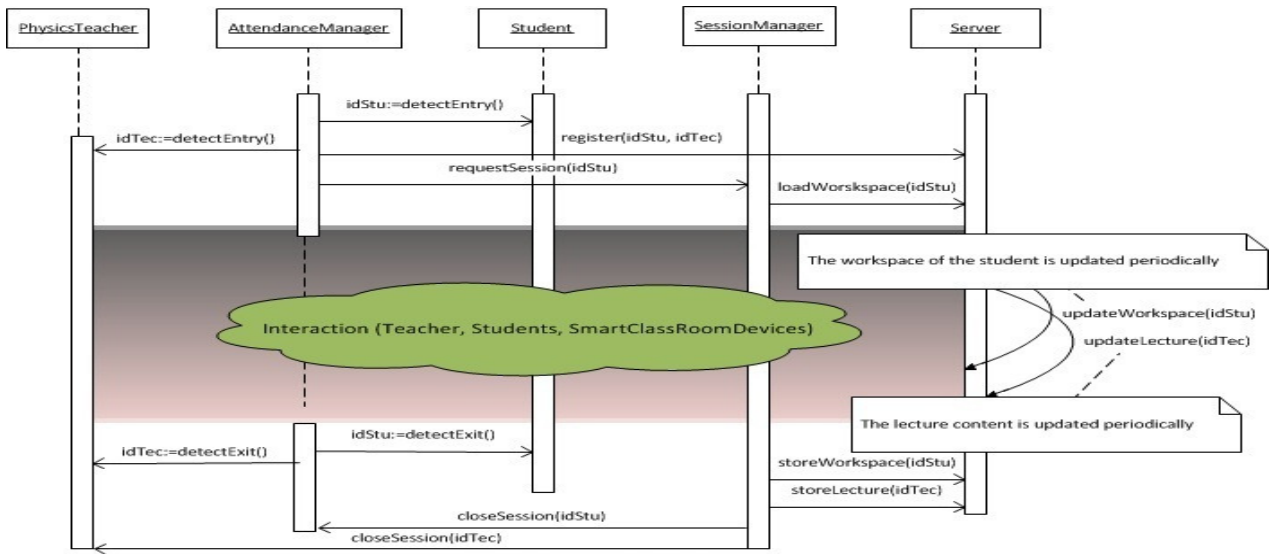 PhysicsTeacher
AttendanceManager
Student
SessionManager
Server
idStu:=detectEntry()
idTec:=detectEntry()
register(idStu, idTec)
requestSession(idStu)
loadWorskspace(idStu)
The workspace of the student is updated periodically
updateWorkspace(idStu)
Interaction (Teacher, Students, SmartClassRoomDevices)
updateLecture(idTec)
The lecture content is updated periodically
idStu:=detectExit()
idTec:=detectExit()
storeWorkspace(idStu)
storeLecture(idTec)
closeSession(idStu)
closeSession(idTec)